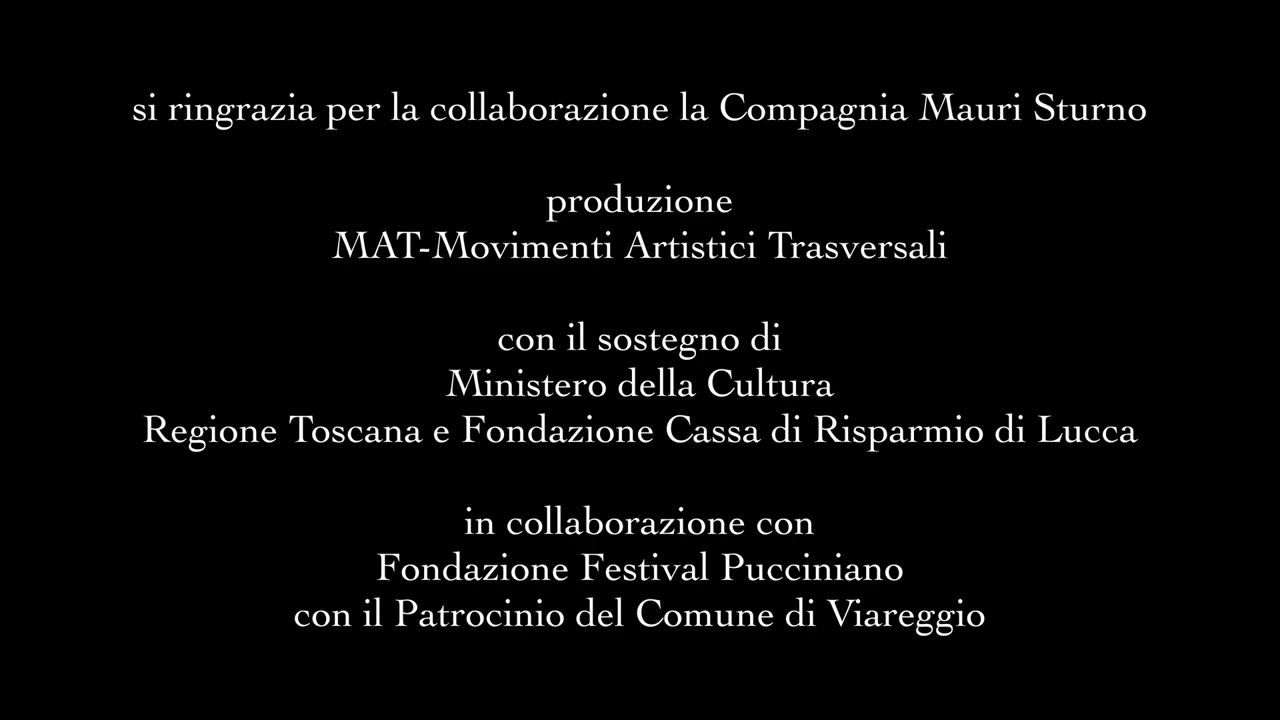 si ringrazia per la collaborazione la Compagnia Mauri Sturno
produzione
MAT-Movimenti Artistici Trasversali
con il sostegno di
Ministero della Cultura
Regione Toscana e Fondazione Cassa di Risparmio di Lucca
in collaborazione con
Fondazione Festival Pucciniano
con il Patrocinio del Comune di Viareggio